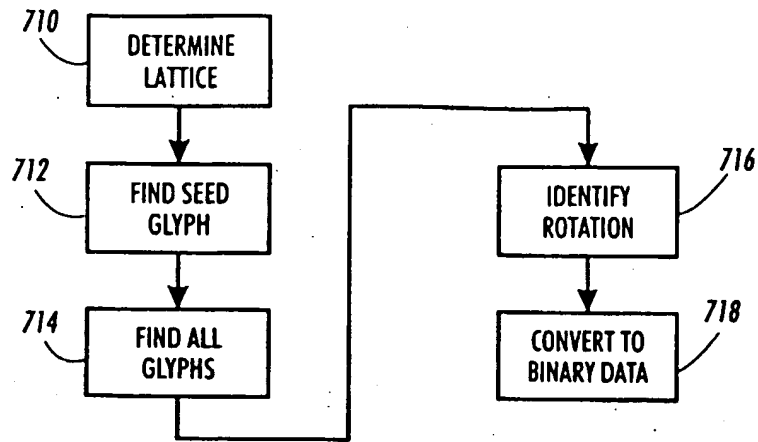 710
DETERMINE
LATTICE
712
FIND SEED
GLYPH
714
FIND ALL
GLYPHS
716
IDENTIFY
ROTATION
718
CONVERT TO
BINARY DATA